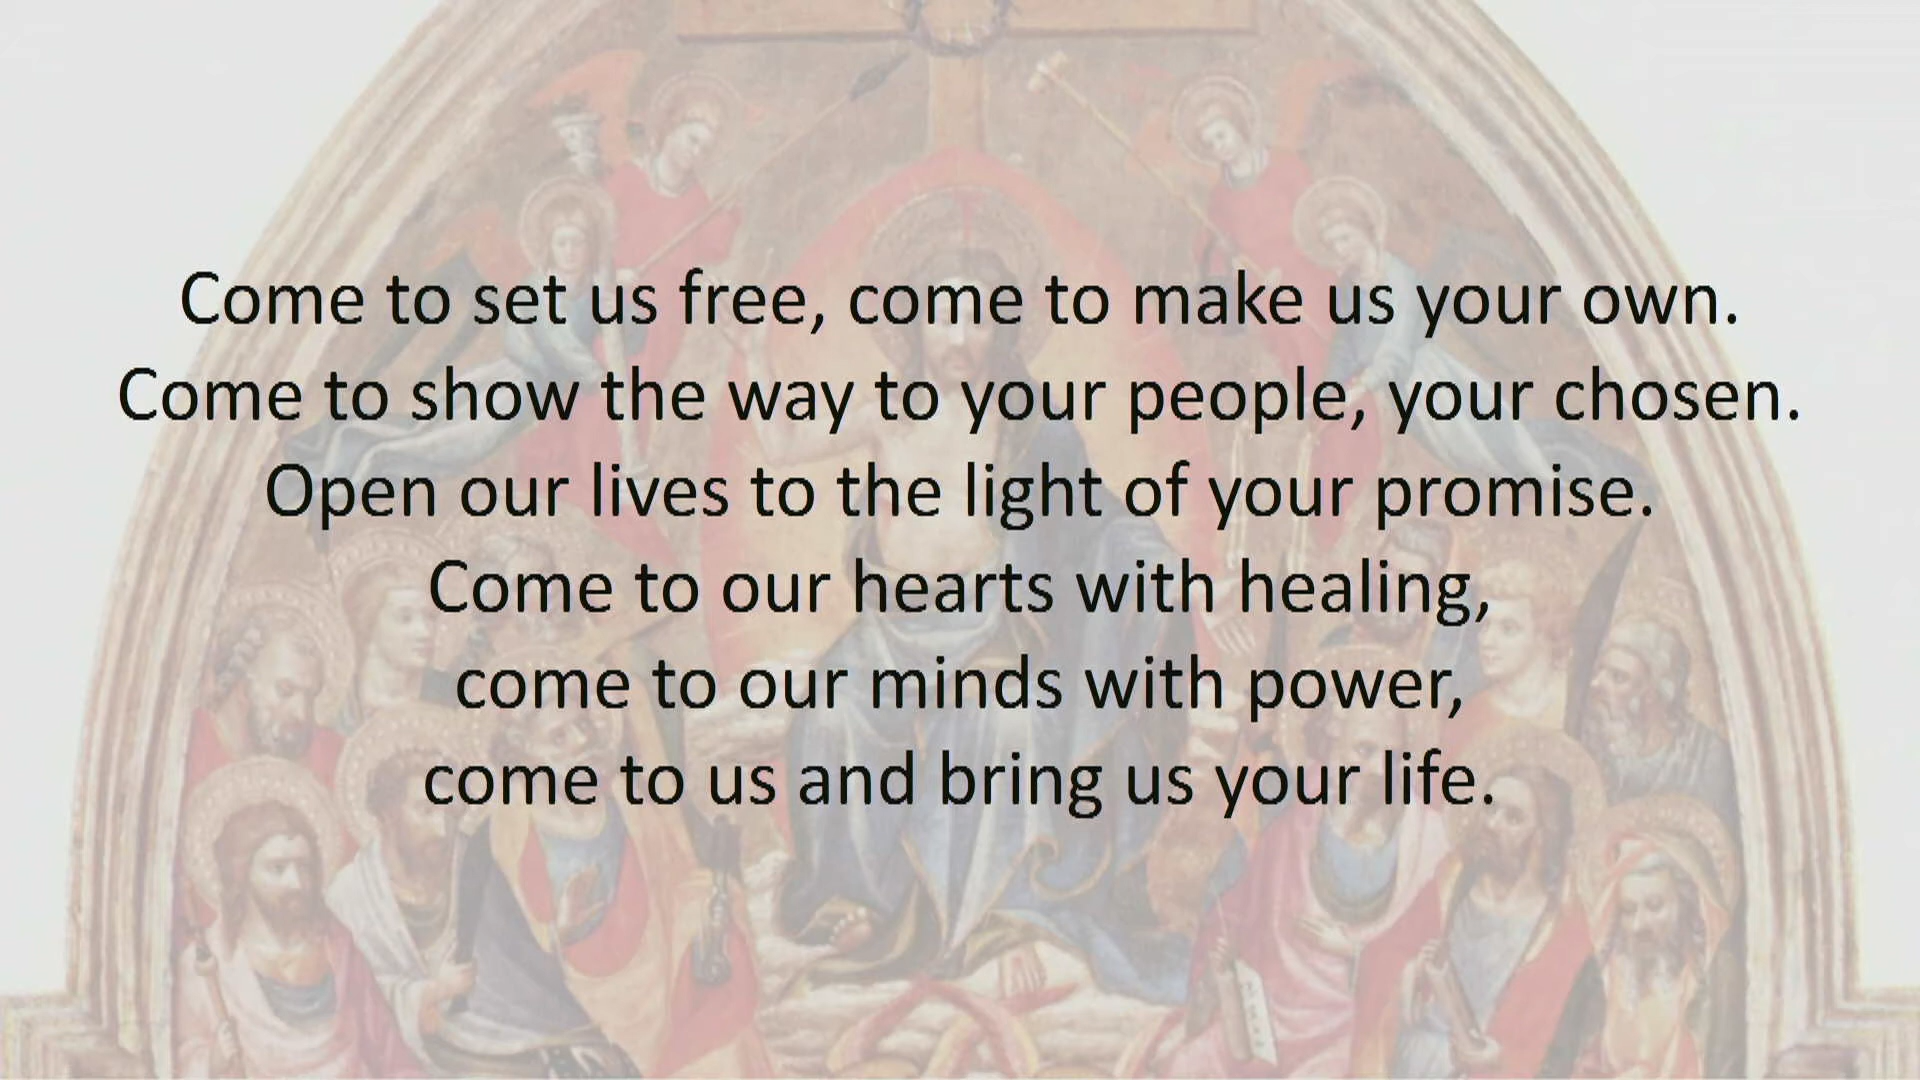 Come to set us free, come to make us your own.
Come to show the way to your people, your chosen.
Open our lives to the light of your promise.
Come to our hearts with healing,
come to our minds with power,
come to us and bring us your life.